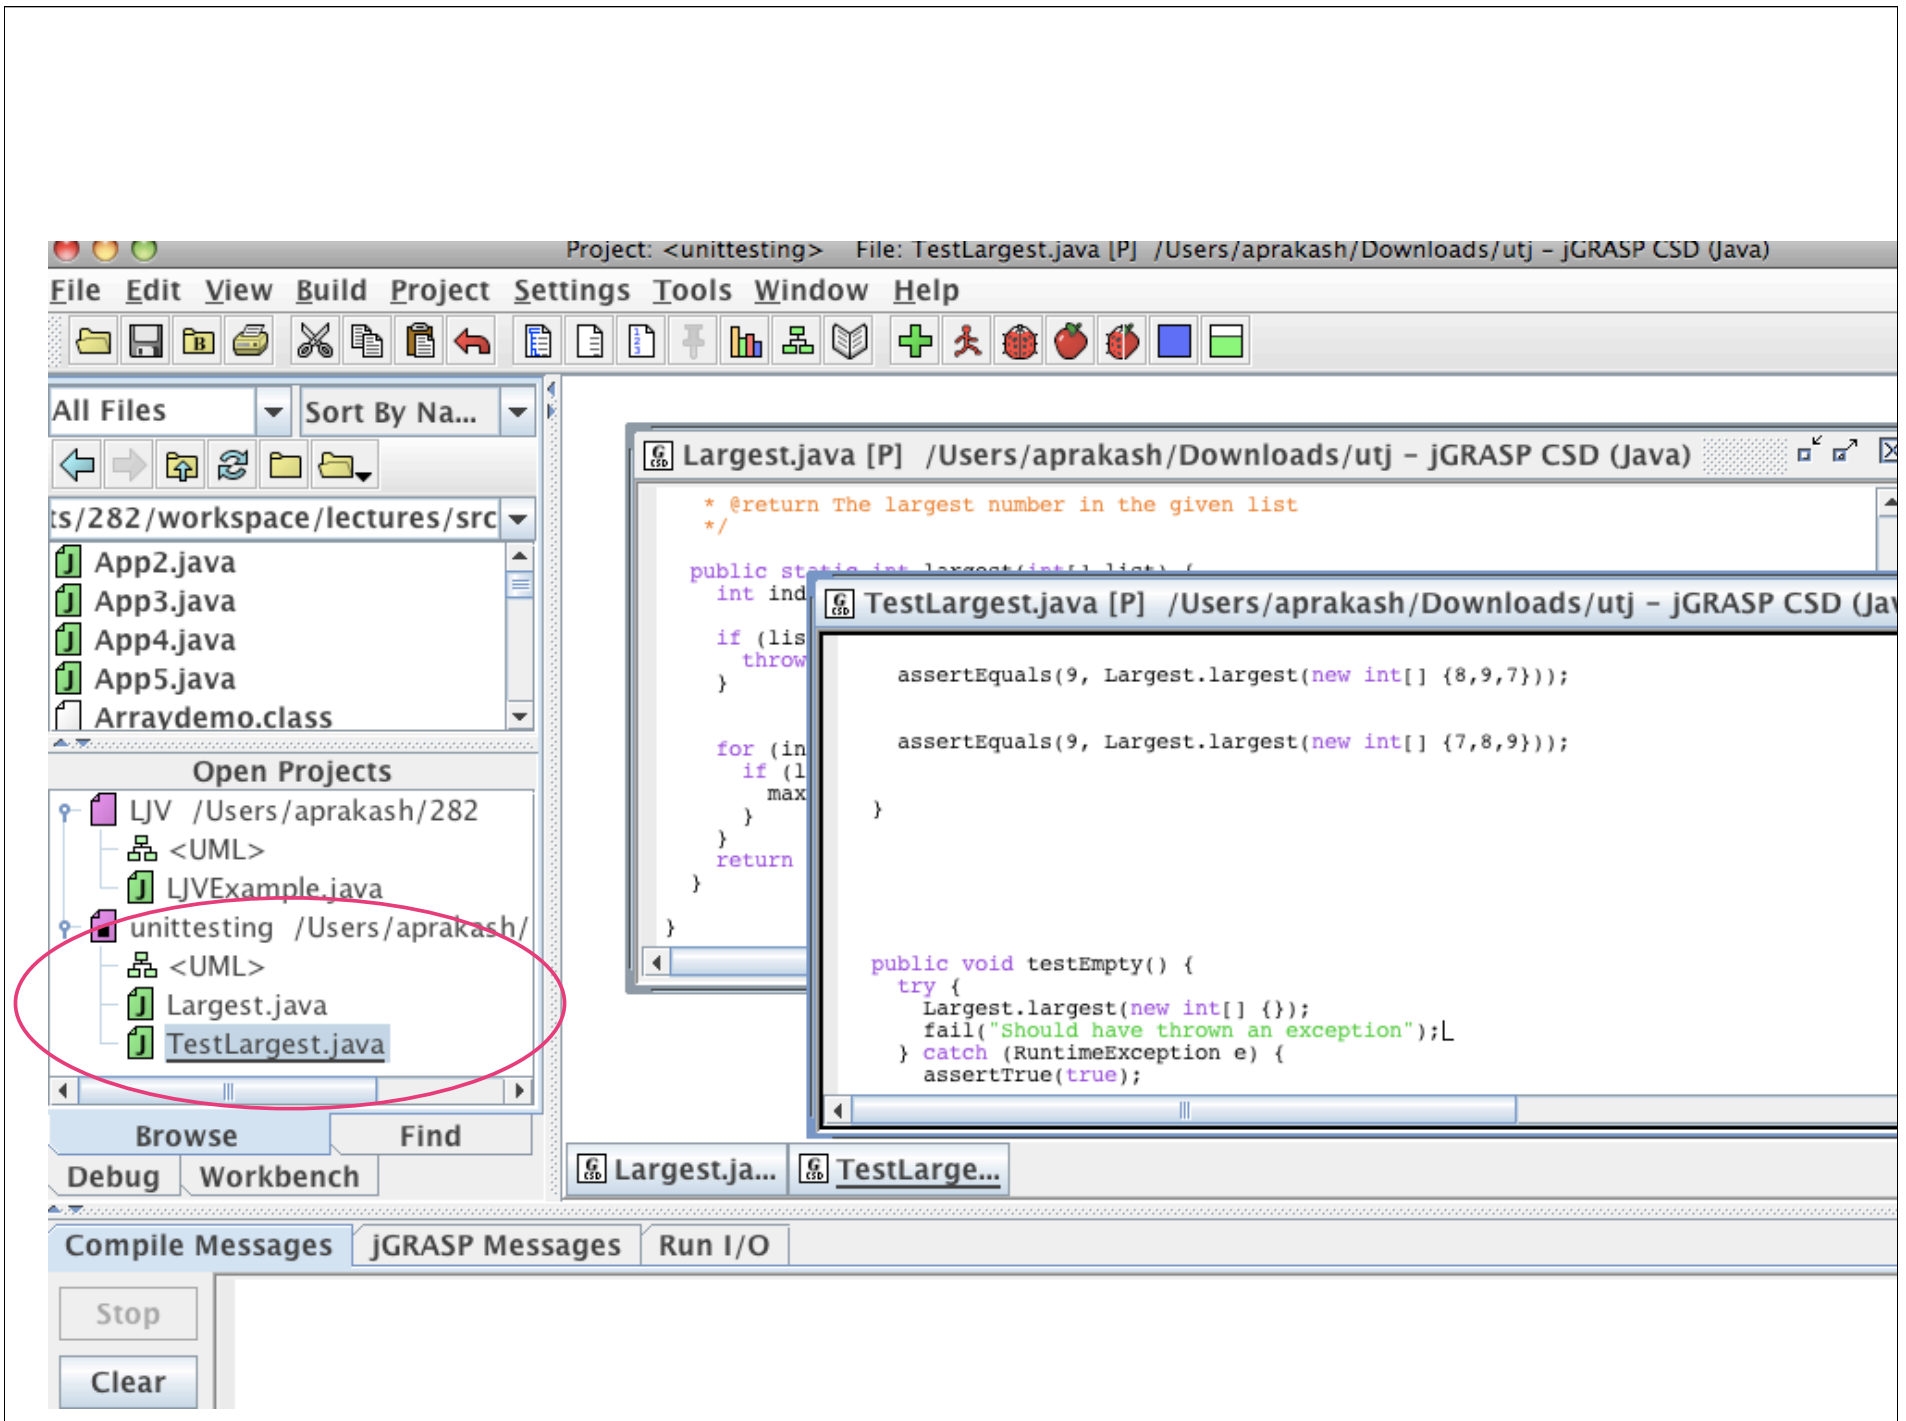 Project: <unittesting> File: TestLargest.java [P] /Users/aprakash/Downloads/utj – jGRASP CSD (Java)
File Edit View Build Project Settings Tools Window Help
All Files Sort By Na...
ts/282/workspace/lectures/src
App2.java
App3.java
App4.java
App5.java
Arraydemo.class
Open Projects
LJV /Users/aprakash/282
<UML>
LJVExample.java
unittesting /Users/aprakash/
<UML>
Largest.java
TestLargest.java
Browse Find
Debug Workbench
Largest.java [P] /Users/aprakash/Downloads/utj – jGRASP CSD (Java)
* @return The largest number in the given list
*/
public static int largest(int[] list) {
int ind
if (lis
throw
}
for (in
if (l
max
}
}
return
}
}
TestLargest.java [P] /Users/aprakash/Downloads/utj – jGRASP CSD (Jav
assertEquals(9, Largest.largest(new int[] {8,9,7}));
assertEquals(9, Largest.largest(new int[] {7,8,9}));
}
public void testEmpty() {
try {
Largest.largest(new int[] {});
fail("Should have thrown an exception");
} catch (RuntimeException e) {
assertTrue(true);
Largest.ja... TestLarge...
Compile Messages jGRASP Messages Run I/O
Stop
Clear